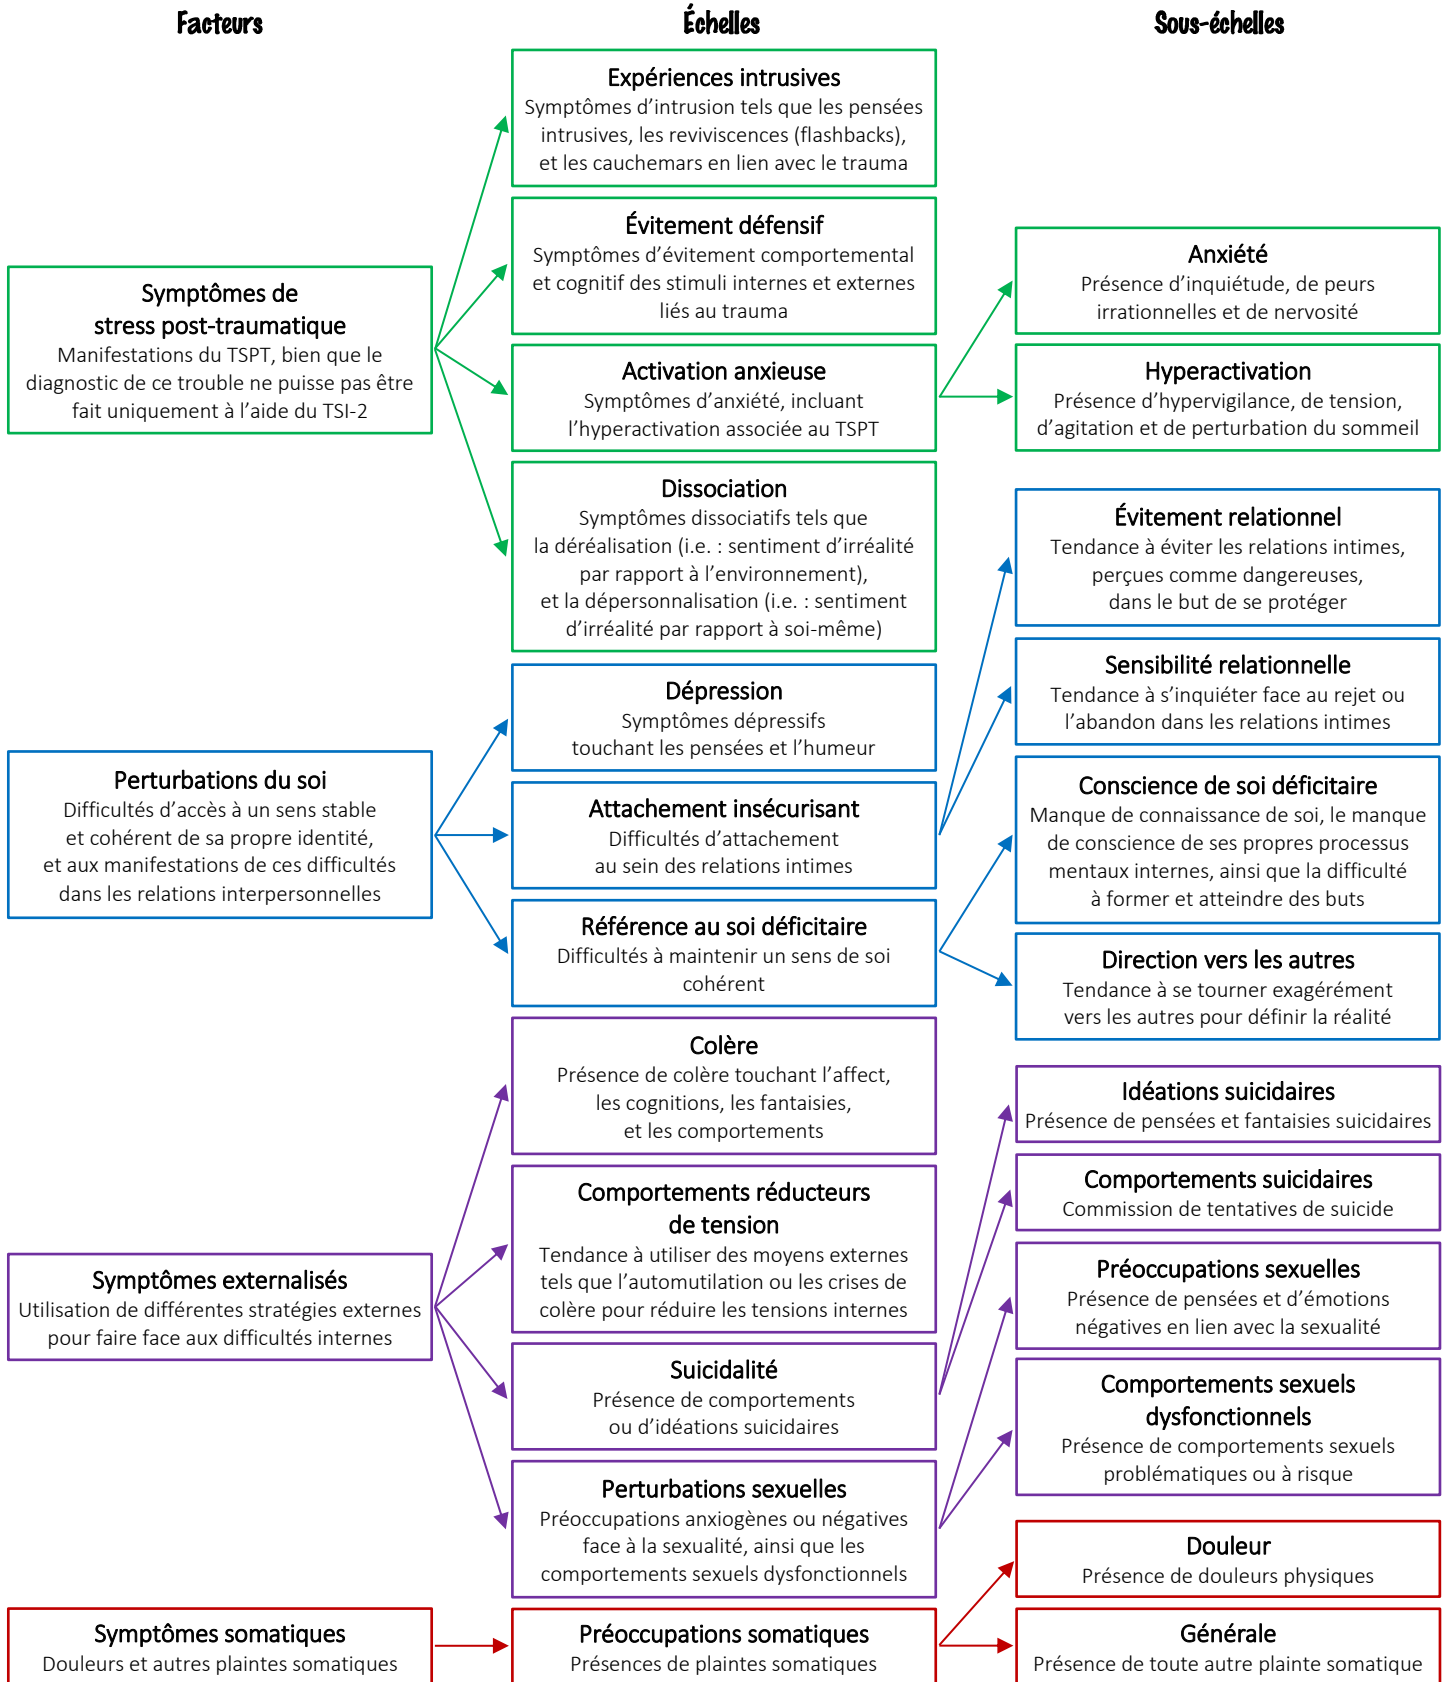 Facteurs
Échelles
Sous-échelles
Symptômes de
stress post-traumatique
Manifestations du TSPT, bien que le
diagnostic de ce trouble ne puisse pas être
fait uniquement à l'aide du TSI-2
Expériences intrusives
Symptômes d'intrusion tels que les pensées
intrusives, les reviviscences (flashbacks),
et les cauchemars en lien avec le trauma
Évitement défensif
Symptômes d'évitement comportemental
et cognitif des stimuli internes et externes
liés au trauma
Activation anxieuse
Symptômes d'anxiété, incluant
l'hyperactivation associée au TSPT
Anxiété
Présence d'inquiétude, de peurs
irrationnelles et de nervosité
Hyperactivation
Présence d'hypervigilance, de tension,
d'agitation et de perturbation du sommeil
Dissociation
Symptômes dissociatifs tels que
la déréalisation (i.e. : sentiment d'irréalité
par rapport à l'environnement),
et la dépersonnalisation (i.e. : sentiment
d'irréalité par rapport à soi-même)
Perturbations du soi
Difficultés d'accès à un sens stable
et cohérent de sa propre identité,
et aux manifestations de ces difficultés
dans les relations interpersonnelles
Dépression
Symptômes dépressifs
touchant les pensées et l'humeur
Attachement insécurisant
Difficultés d'attachement
au sein des relations intimes
Évitement relationnel
Tendance à éviter les relations intimes,
perçues comme dangereuses,
dans le but de se protéger
Sensibilité relationnelle
Tendance à s'inquiéter face au rejet ou
l'abandon dans les relations intimes
Référence au soi déficitaire
Difficultés à maintenir un sens de soi
cohérent
Conscience de soi déficitaire
Manque de connaissance de soi, le manque
de conscience de ses propres processus
mentaux internes, ainsi que la difficulté
à former et atteindre des buts
Direction vers les autres
Tendance à se tourner exagérément
vers les autres pour définir la réalité
Symptômes externalisés
Utilisation de différentes stratégies externes
pour faire face aux difficultés internes
Colère
Présence de colère touchant l'affect,
les cognitions, les fantaisies,
et les comportements
Comportements réducteurs
de tension
Tendance à utiliser des moyens externes
tels que l'automutilation ou les crises de
colère pour réduire les tensions internes
Suicidalité
Présence de comportements
ou d'idéations suicidaires
Idéations suicidaires
Présence de pensées et fantaisies suicidaires
Comportements suicidaires
Commission de tentatives de suicide
Perturbations sexuelles
Préoccupations anxiogènes ou négatives
face à la sexualité, ainsi que les
comportements sexuels dysfonctionnels
Préoccupations sexuelles
Présence de pensées et d'émotions
négatives en lien avec la sexualité
Comportements sexuels
dysfonctionnels
Présence de comportements sexuels
problématiques ou à risque
Symptômes somatiques
Douleurs et autres plaintes somatiques
Préoccupations somatiques
Présences de plaintes somatiques
Douleur
Présence de douleurs physiques
Générale
Présence de toute autre plainte somatique